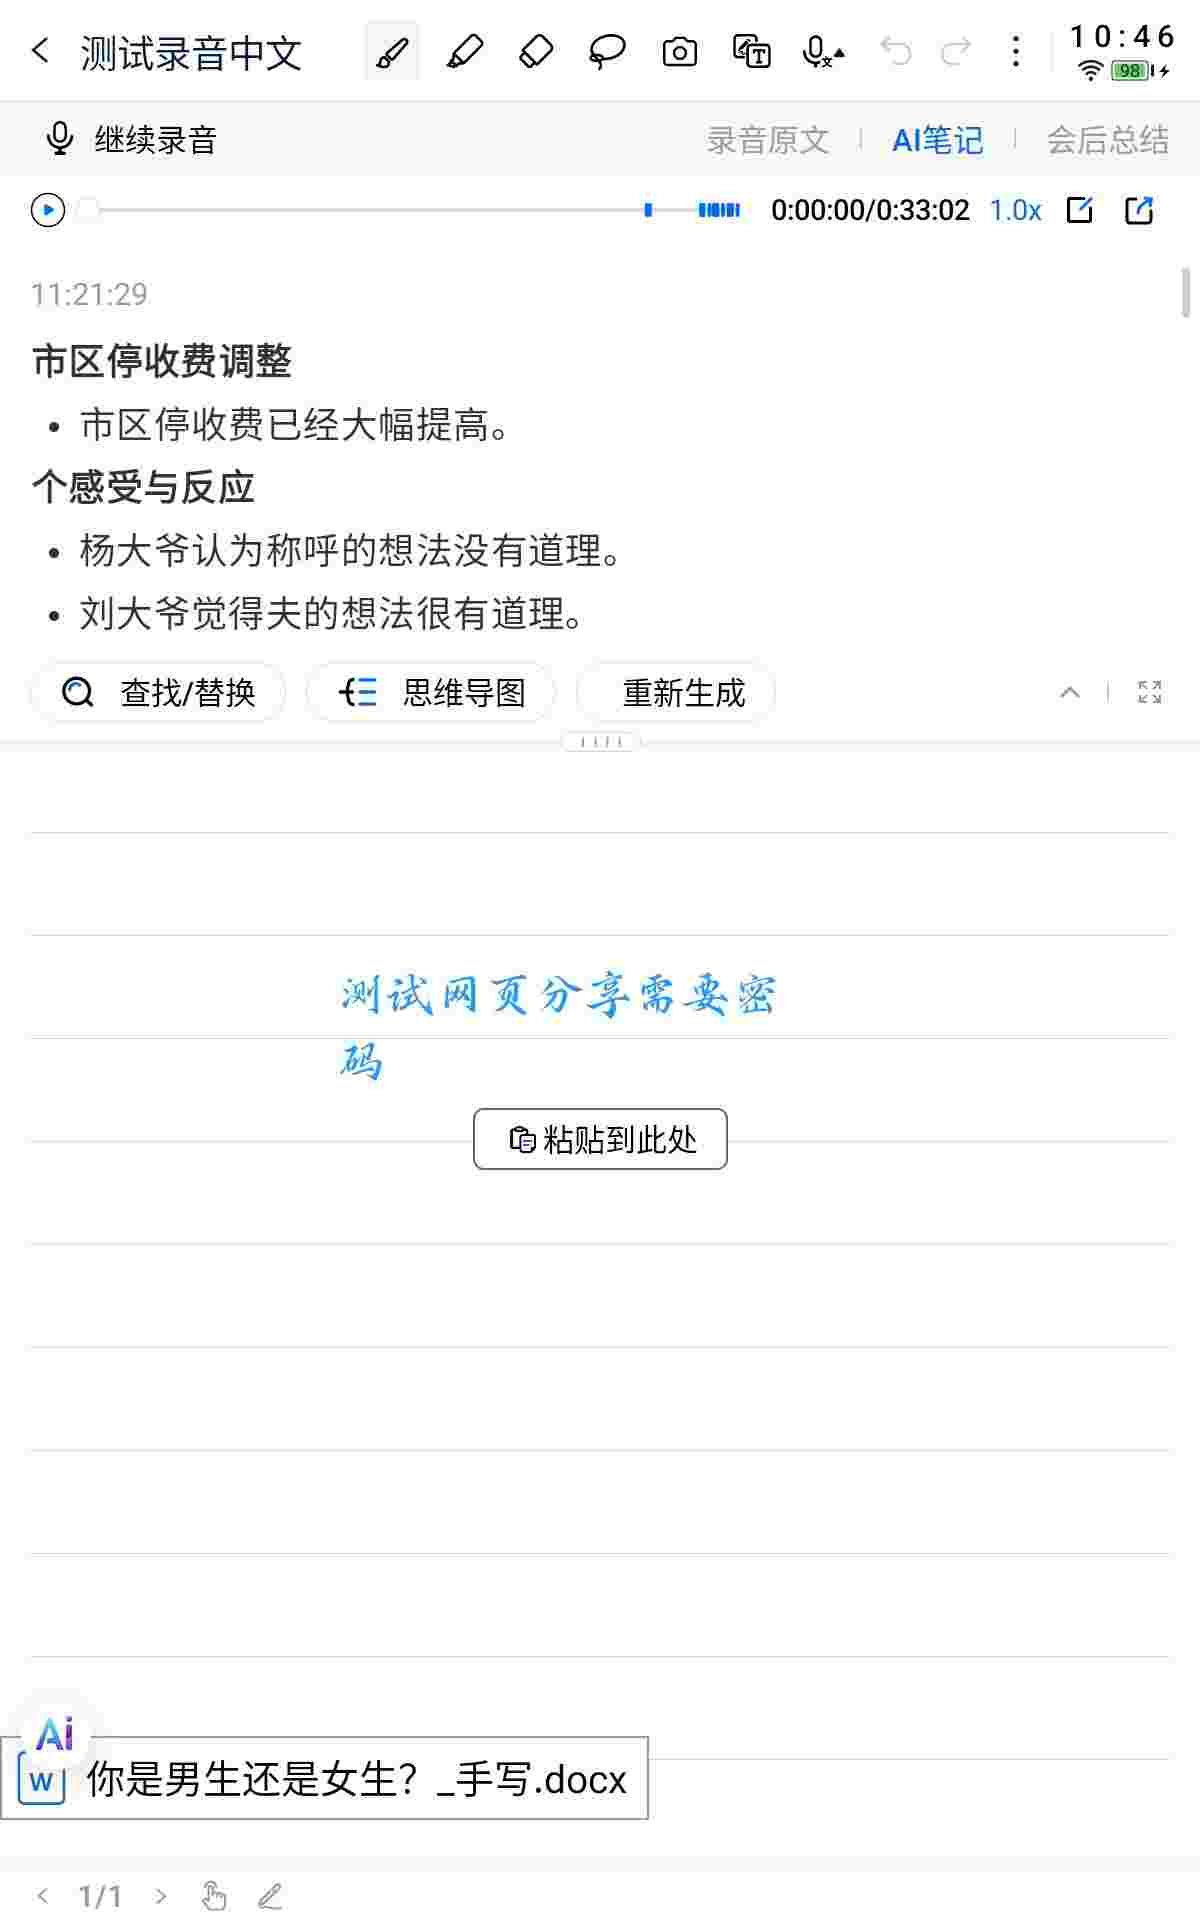 测试录音中文
10:46
98
继续录音
录音原文
AI笔记
会后总结
0:00:00/0:33:02
1.0x
11:21:29
市区停收费调整
• 市区停收费已经大幅提高。
个感受与反应
• 杨大爷认为称呼的想法没有道理。
• 刘大爷觉得夫的想法很有道理。
查找/替换
思维导图
重新生成
测试网页分享需要密
码
粘贴到此处
Ai
W 你是男生还是女生？_手写.docx
1/1